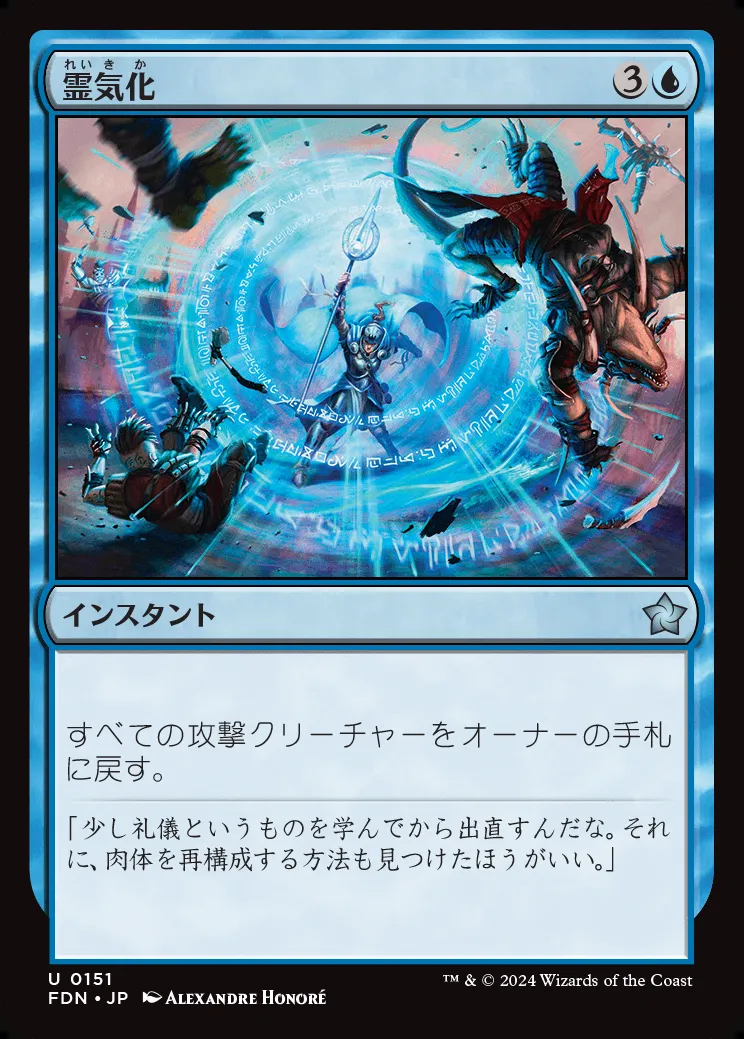 れいきか
霊気化
3
インスタント
すべての攻撃クリーチャーをオーナーの手札
に戻す。
「少し礼儀というものを学んでから出直すんだな。それ
に、肉体を再構成する方法も見つけたほうがいい。」
U 0151
FDN • JP Alexandre Honoré
™ & © 2024 Wizards of the Coast